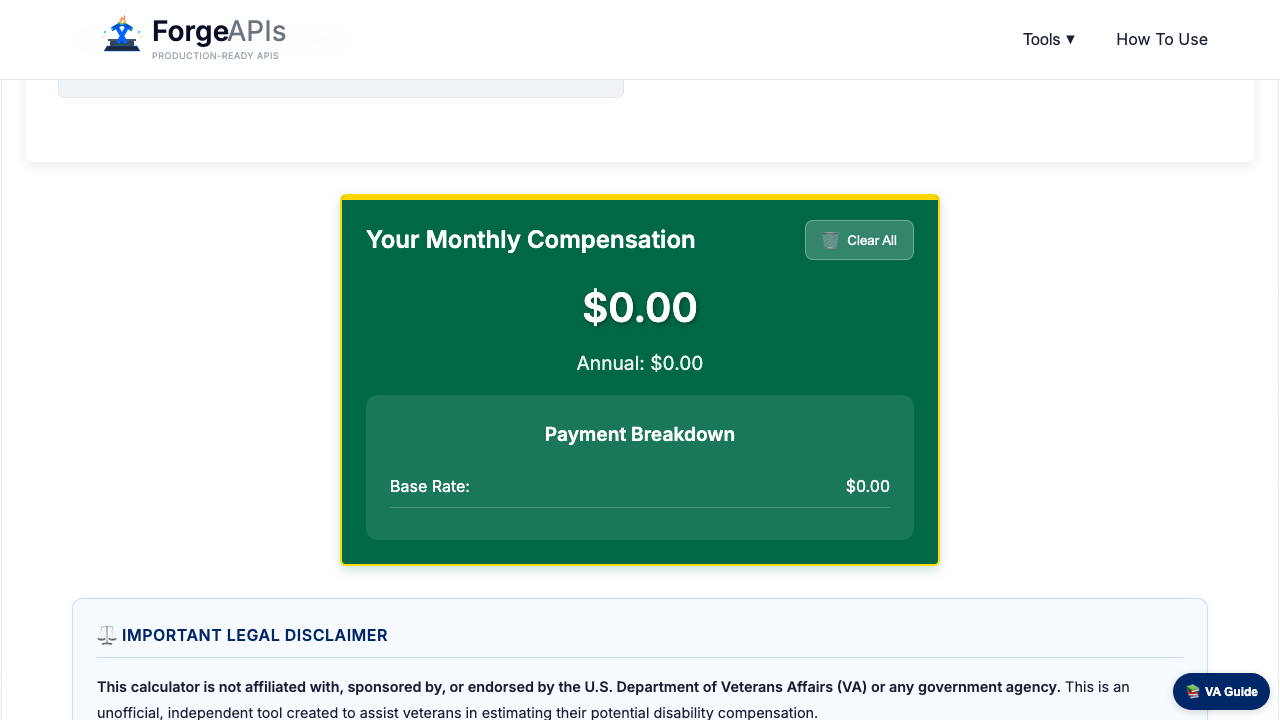 ForgeAPIs
PRODUCTION-READY APIS
Tools ▼
How To Use
Your Monthly Compensation
Clear All
$0.00
Annual: $0.00
Payment Breakdown
Base Rate: $0.00
IMPORTANT LEGAL DISCLAIMER
This calculator is not affiliated with, sponsored by, or endorsed by the U.S. Department of Veterans Affairs (VA) or any government agency. This is an
unofficial, independent tool created to assist veterans in estimating their potential disability compensation.
VA Guide